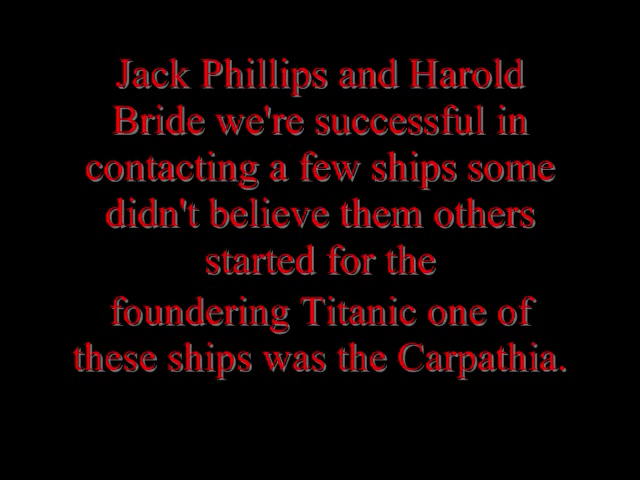 Jack Phillips and Harold
Bride we're successful in
contacting a few ships some
didn't believe them others
started for the
foundering Titanic one of
these ships was the Carpathia.